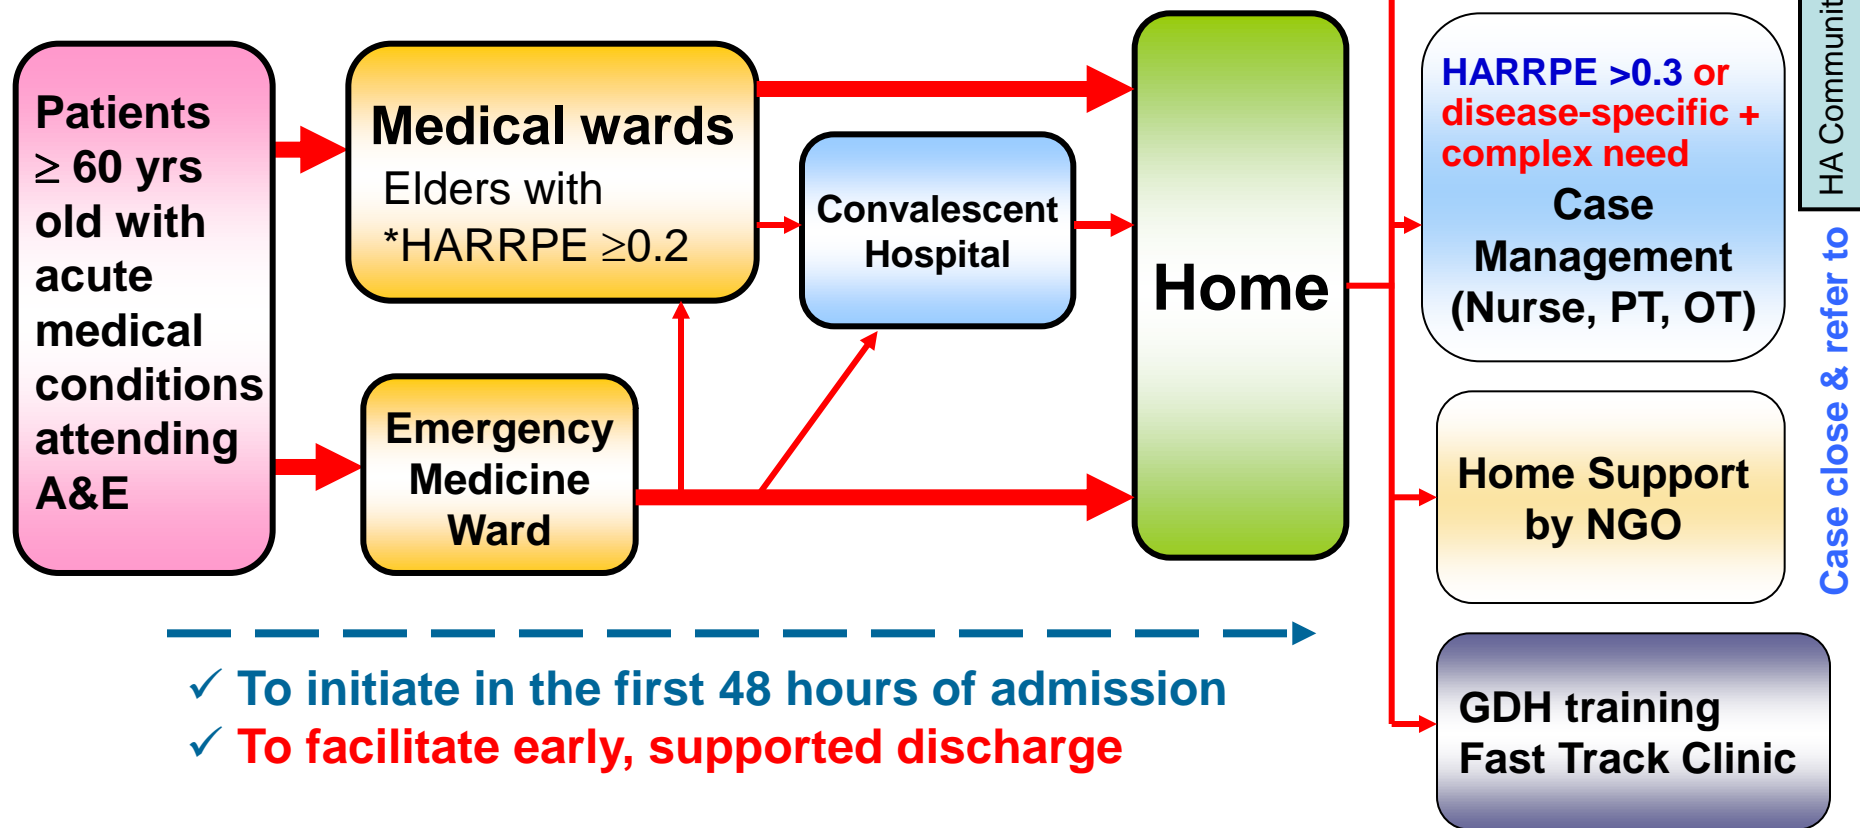 Patients
≥ 60 yrs
old with
acute
medical
conditions
attending
A&E
Medical wards
Elders with
*HARRPE ≥0.2
Emergency
Medicine
Ward
Convalescent
Hospital
Home
HARRPE >0.3 or
disease-specific +
complex need
Case
Management
(Nurse, PT, OT)
Home Support
by NGO
GDH training
Fast Track Clinic
HA Communit
Case close & refer to
✓ To initiate in the first 48 hours of admission
✓ To facilitate early, supported discharge